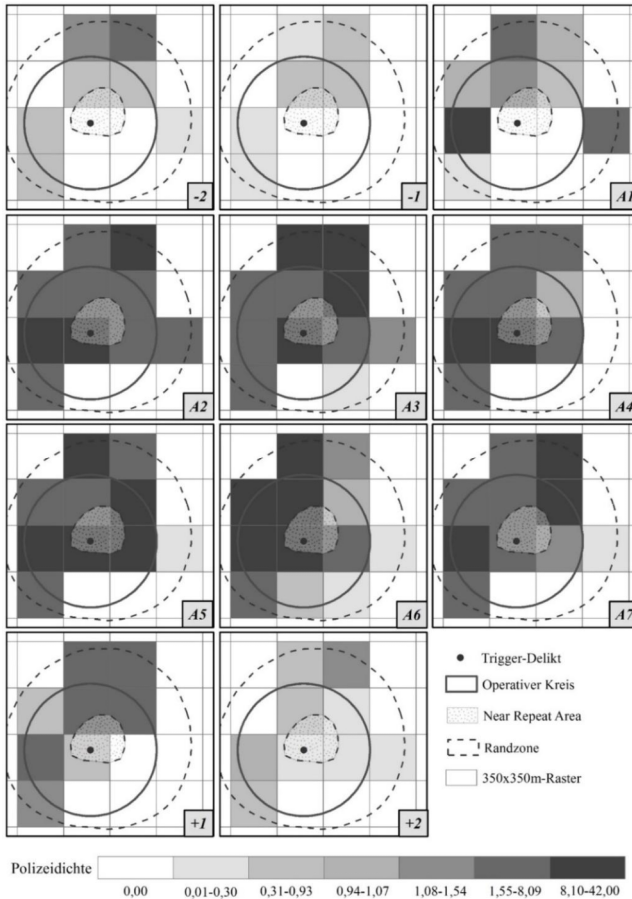 -2
-1
A1
A2
A3
A4
A5
A6
A7
+1
+2
Trigger-Delikt
Operativer Kreis
Near Repeat Area
Randzone
350x350m-Raster
Polizeidichte
0,00 0,01-0,30 0,31-0,93 0,94-1,07 1,08-1,54 1,55-8,09 8,10-42,00